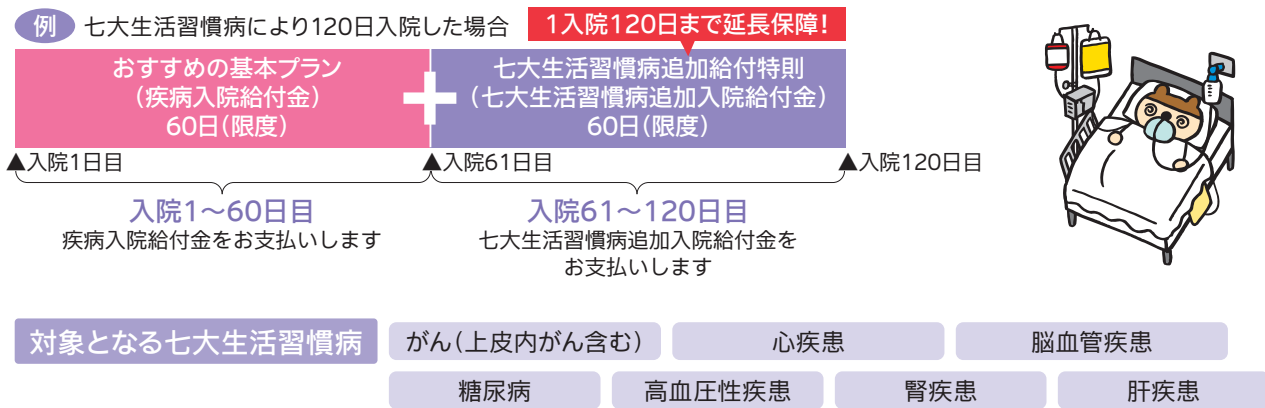 例 七大生活習慣病により120日入院した場合
1入院120日まで延長保障!
おすすめの基本プラン
(疾病入院給付金)
60日(限度)
+
七大生活習慣病追加給付特則
(七大生活習慣病追加入院給付金)
60日(限度)
▲入院1日目
▲入院61日目
▲入院120日目
入院1〜60日目
疾病入院給付金をお支払いします
入院61〜120日目
七大生活習慣病追加入院給付金を
お支払いします
対象となる七大生活習慣病
がん(上皮内がん含む)
心疾患
脳血管疾患
糖尿病
高血圧性疾患
腎疾患
肝疾患